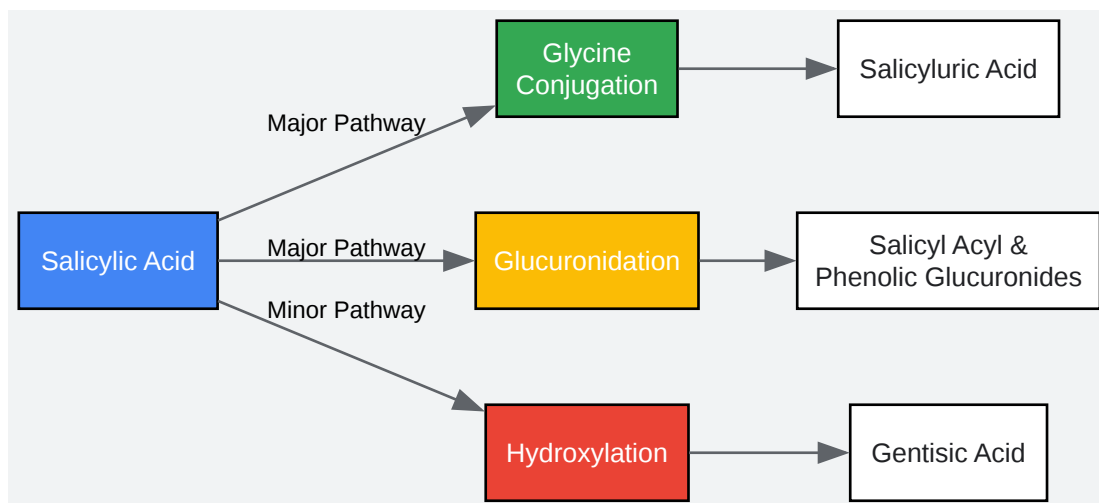 Glycine
Conjugation
Salicyluric Acid
Major Pathway
Salicylic Acid
Major Pathway
Glucuronidation
Salicyl Acyl &
Phenolic Glucuronides
Minor Pathway
Hydroxylation
Gentisic Acid